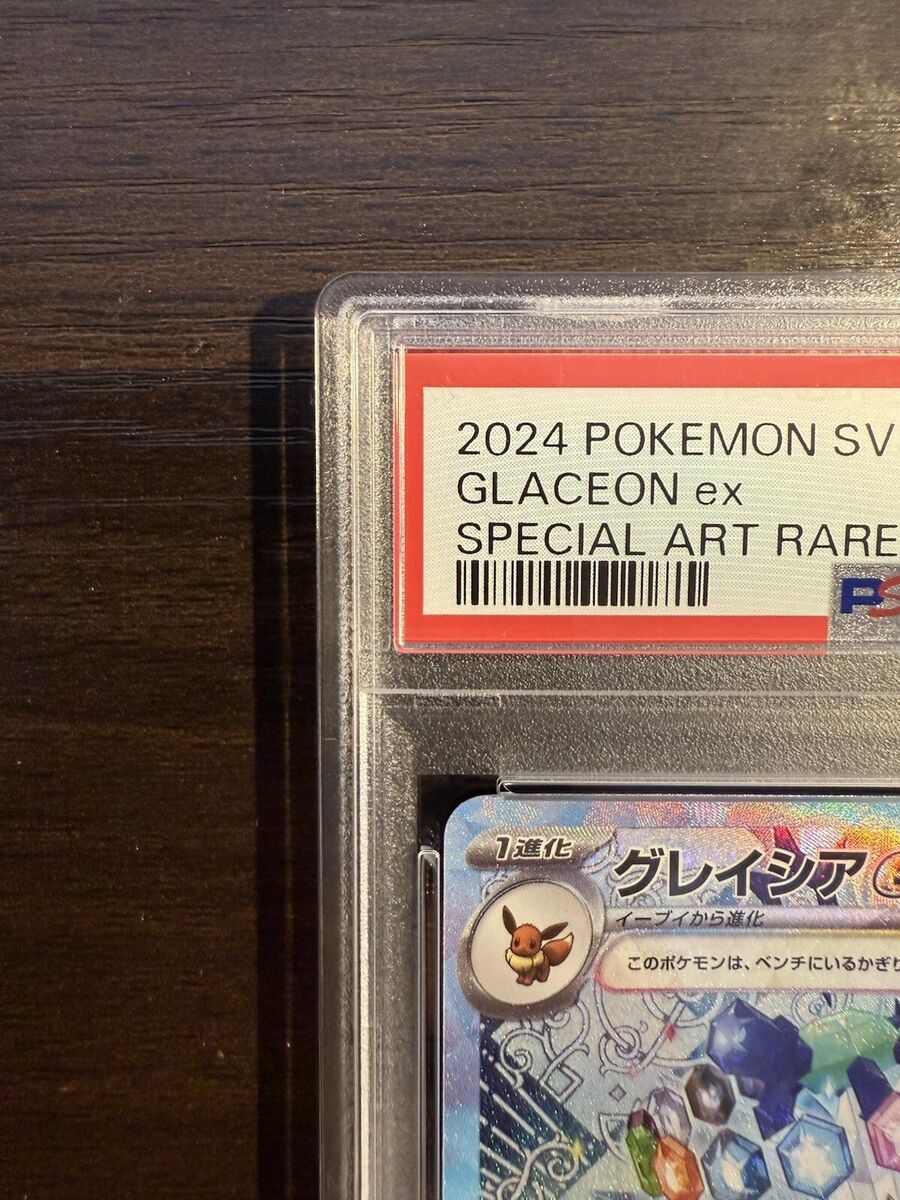 2024 POKEMON SV
GLACEON ex
SPECIAL ART RARE
PS
1進化
グレイシア
イーブイから進化
このポケモンは、ベンチにいるかぎり